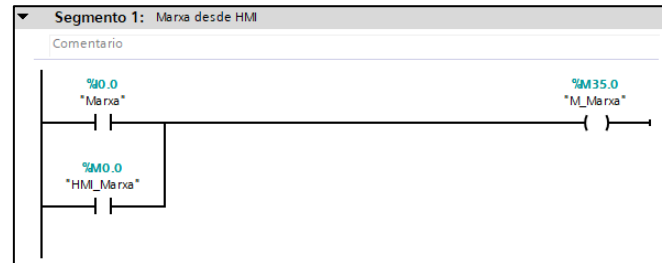 Segmento 1: Marxa desde HMI
Comentario
%I0.0
"Marxa"
%M35.0
"M_Marxa"
%M0.0
"HMI_Marxa"